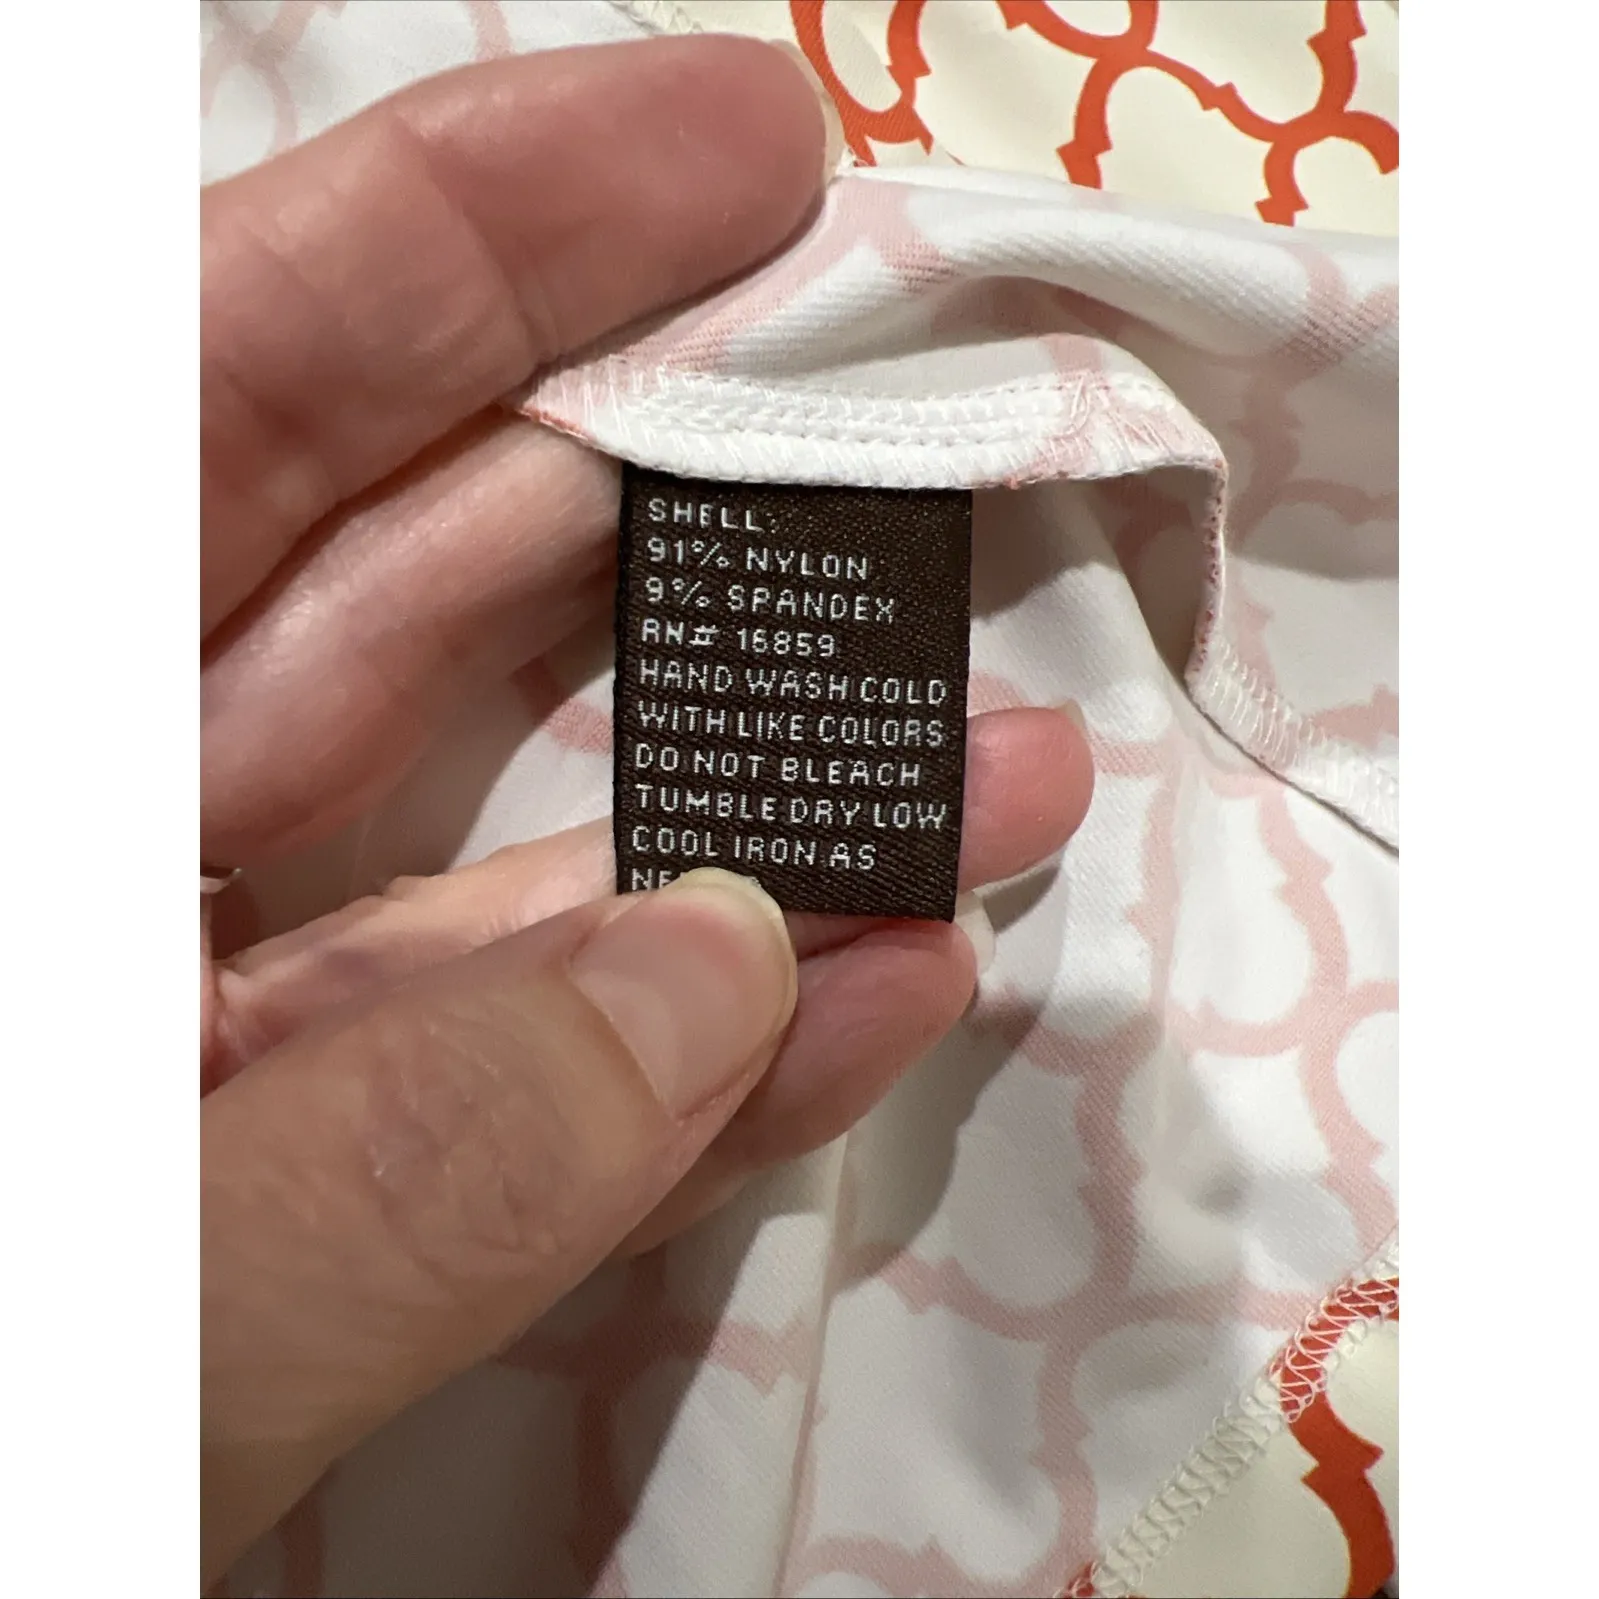 SHELL:
91% NYLON
9% SPANDEX
RN# 16859
HAND WASH COLD
WITH LIKE COLORS
DO NOT BLEACH
TUMBLE DRY LOW
COOL IRON AS